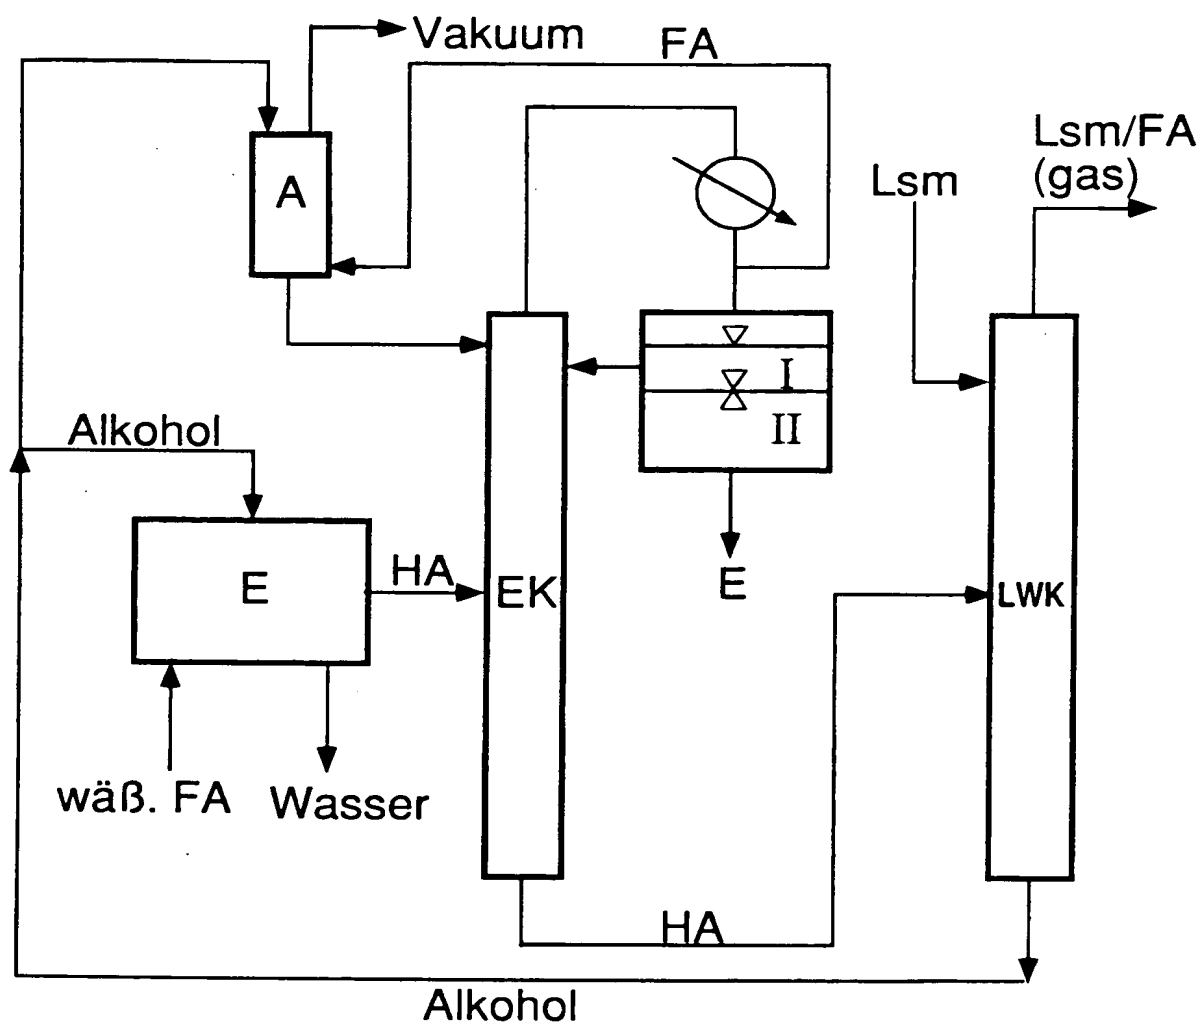 Vakuum
FA
Lsm/FA
(gas)
A
Lsm
I
Alkohol
II
HA
E
EK
E
LWK
wäß. FA
Wasser
HA
Alkohol